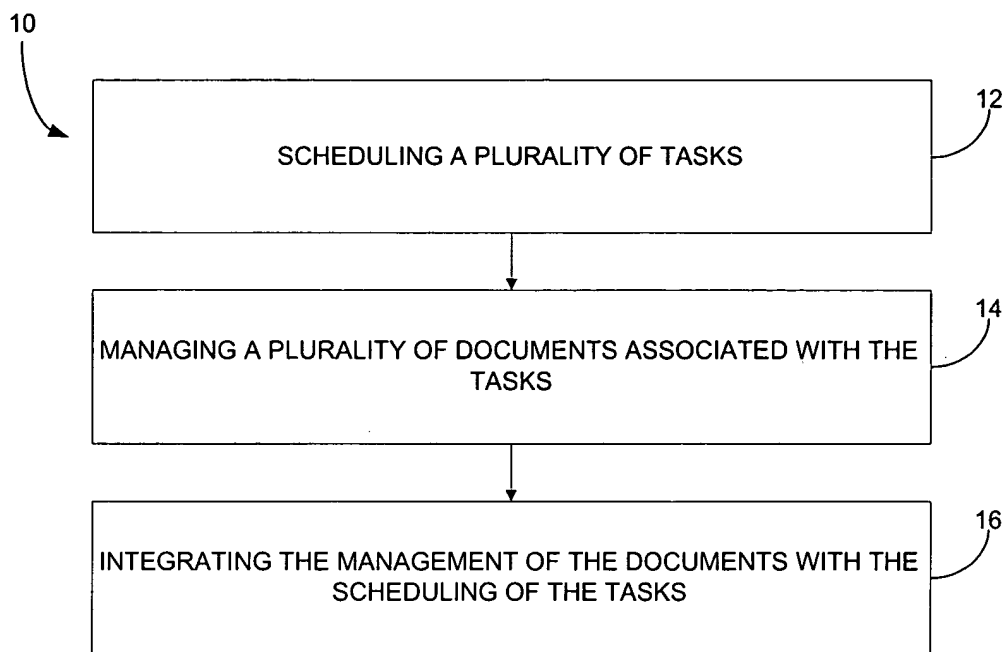 10
12
SCHEDULING A PLURALITY OF TASKS
14
MANAGING A PLURALITY OF DOCUMENTS ASSOCIATED WITH THE
TASKS
16
INTEGRATING THE MANAGEMENT OF THE DOCUMENTS WITH THE
SCHEDULING OF THE TASKS